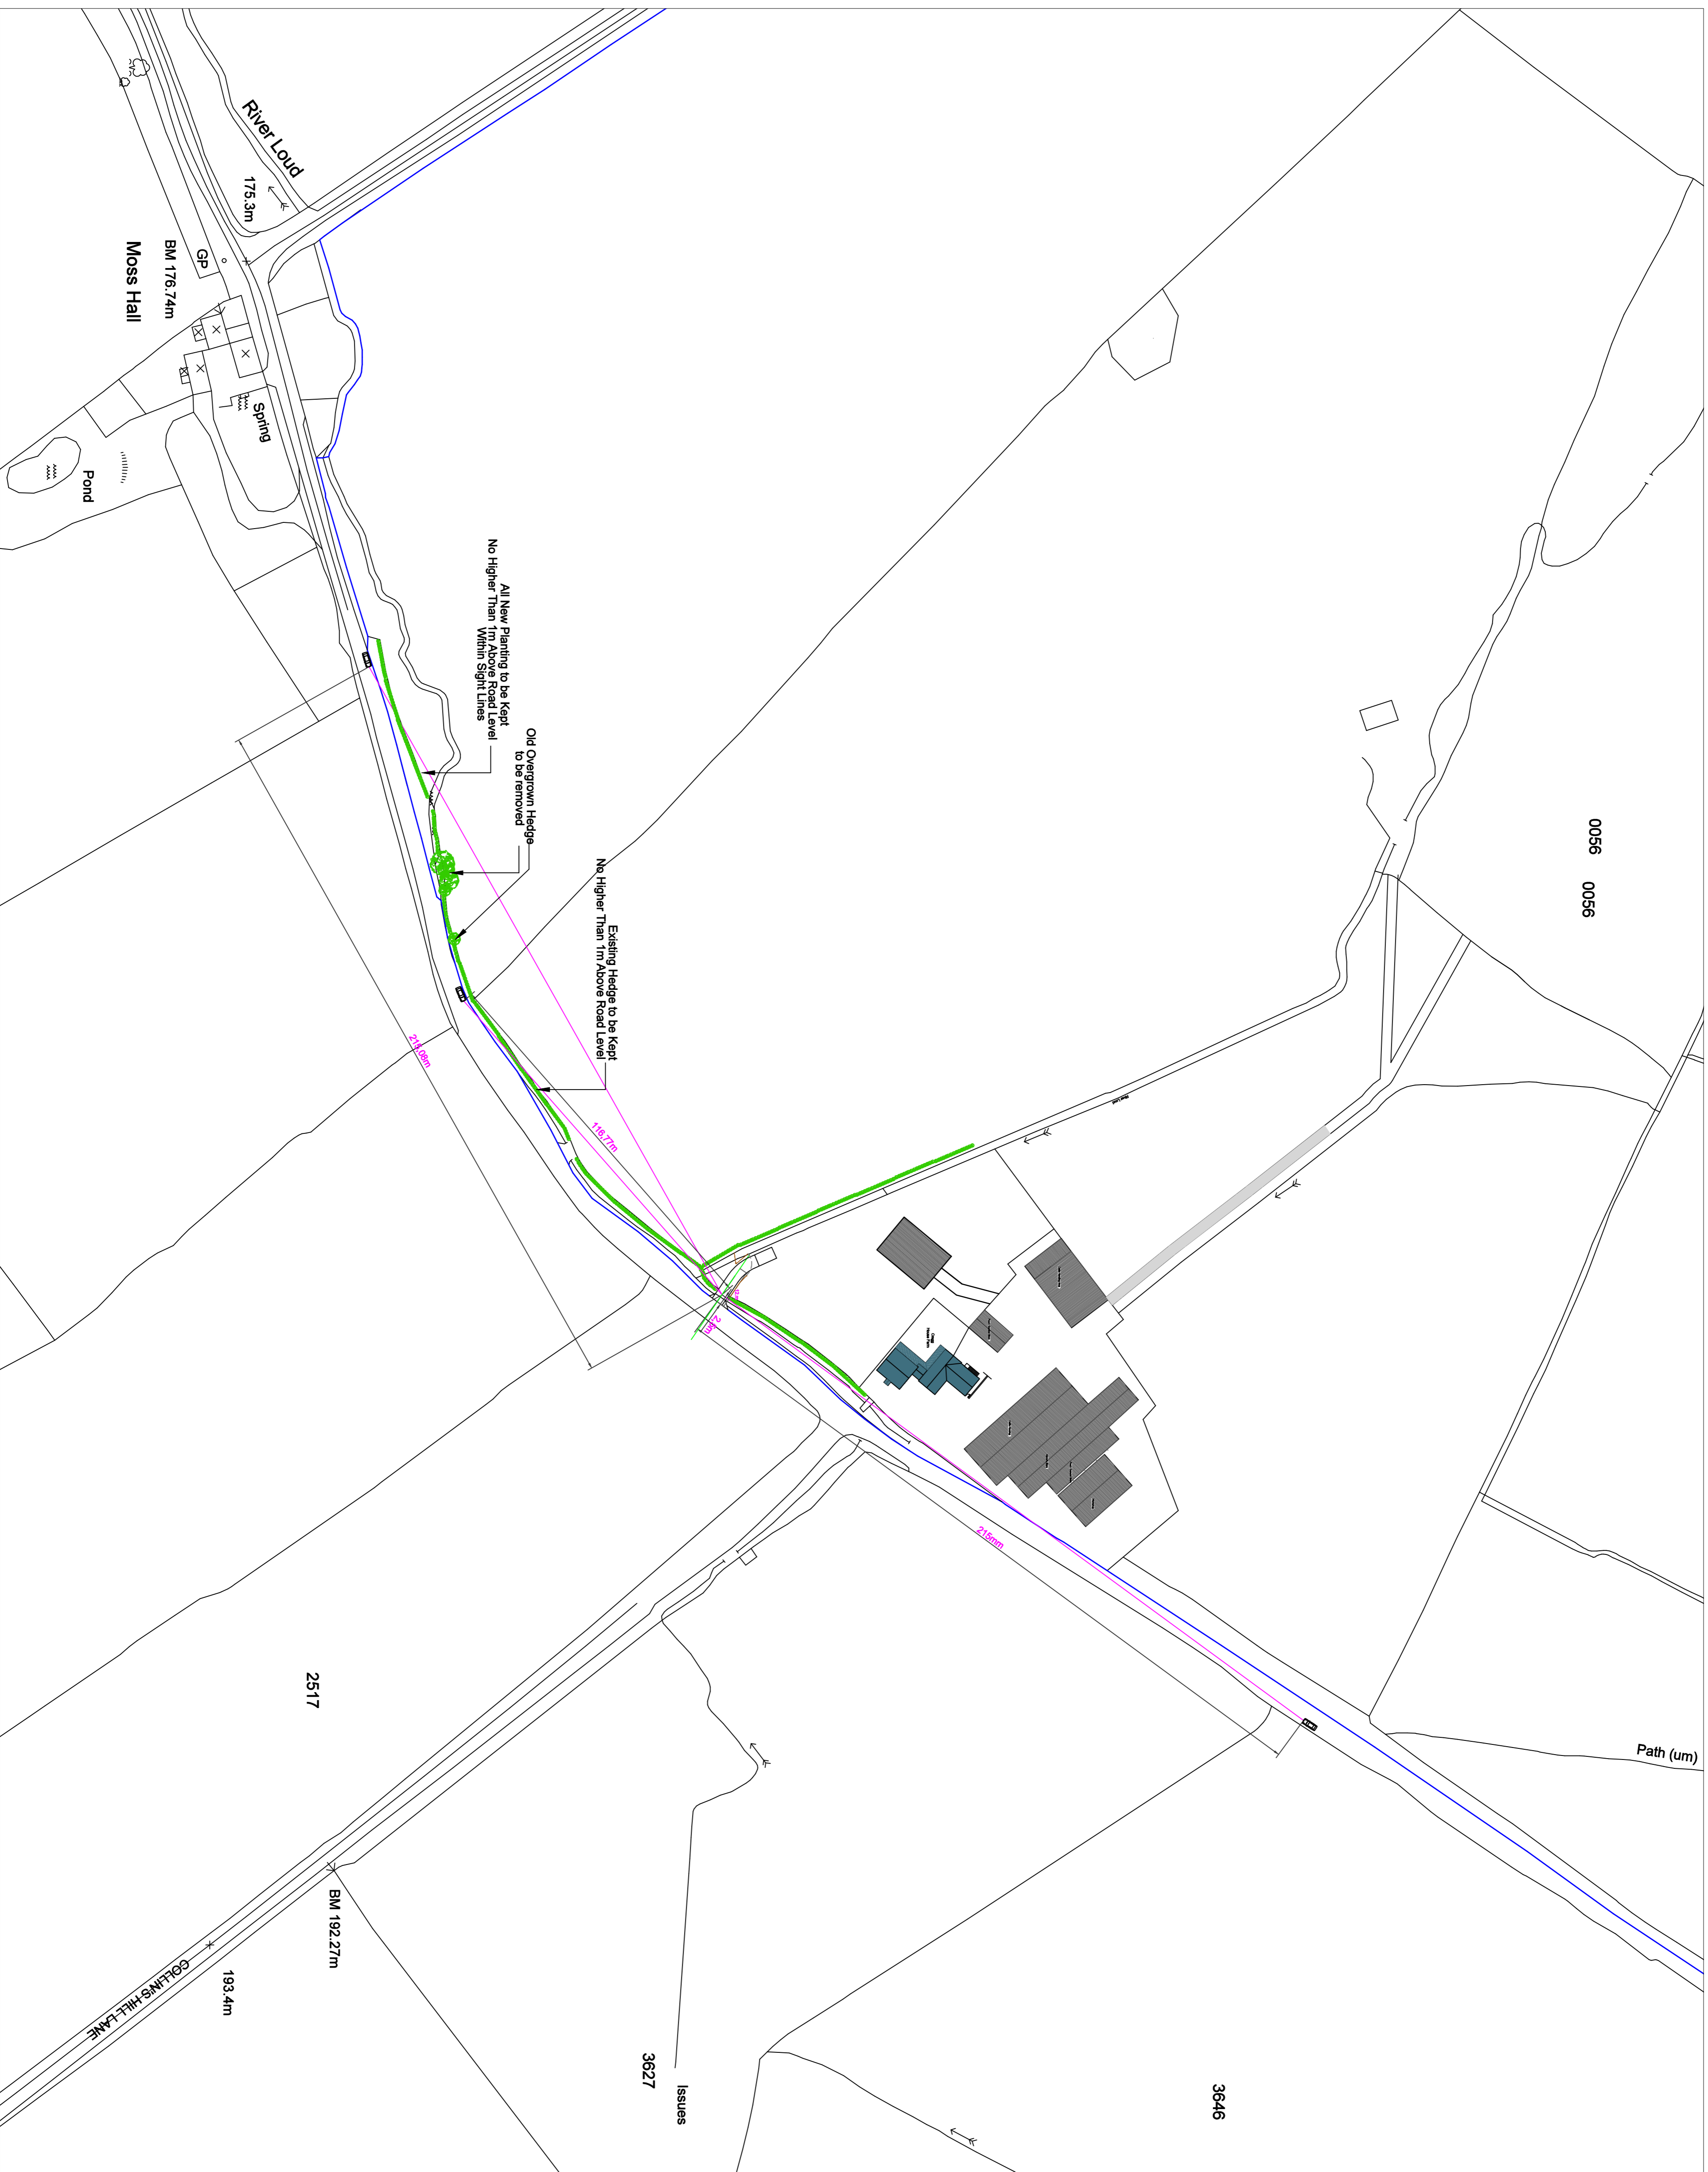 River Loud
175.3m
GP
BM 176.74m
Moss Hall
Spring
Pond
All New Planting to be Kept
No Higher Than 1m Above Road Level
Within Sight Lines
Old Overgrown Hedge
to be removed
Existing Hedge to be Kept
No Higher Than 1m Above Road Level
0056
0056
River Loud
215.08m
116.77m
215mm
Path (um)
2517
BM 192.27m
193.4m
COLLIN'S HILL LANE
3627
Issues
3646